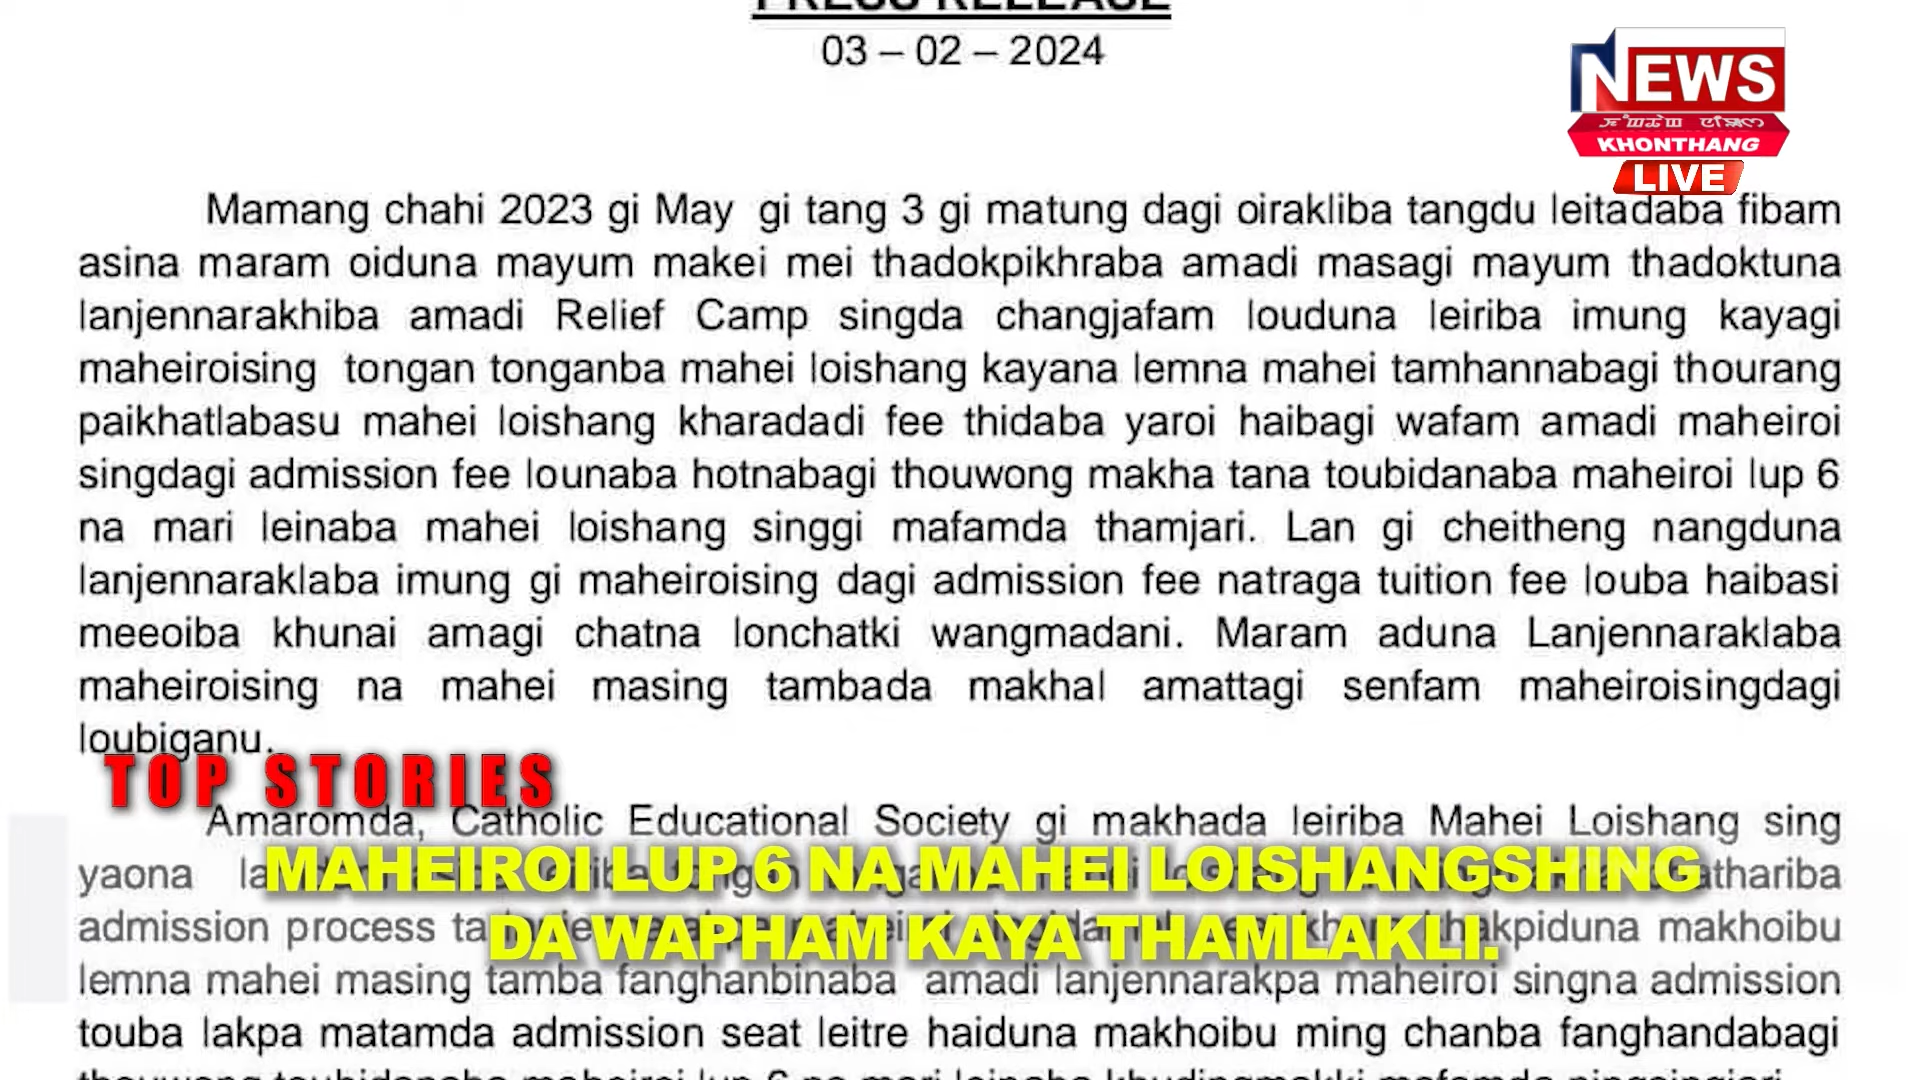 PRESS RELEASE
03 – 02 – 2024
NEWS
KHONTHANG
LIVE
Mamang chahi 2023 gi May gi tang 3 gi matung dagi oirakliba tangdu leitadaba fibam
asina maram oiduna mayum makei mei thadokpikhraba amadi masagi mayum thadoktuna
lanjennarakhiba amadi Relief Camp singda changjafam louduna leiriba imung kayagi
maheiroising tongan tonganba mahei loishang kayana lemna mahei tamhannabagi thourang
paikhatlabasu mahei loishang kharadadi fee thidaba yaroi haibagi wafam amadi maheiroi
singdagi admission fee lounaba hotnabagi thouwong makha tana toubidanaba maheiroi lup 6
na mari leinaba mahei loishang singgi mafamda thamjari. Lan gi cheitheng nangduna
lanjennaraklaba imung gi maheiroising dagi admission fee natraga tuition fee louba haibasi
meeoiba khunai amagi chatna lonchatki wangmadani. Maram aduna Lanjennaraklaba
maheiroising na mahei masing tambada makhal amattagi senfam maheiroisingdagi
loubiganu.
TOP STORIES
Amaromda, Catholic Educational Society gi makhada leiriba Mahei Loishang sing
yaona
MAHEIROI LUP 6 NA MAHEI LOISHANGSHING
DA WAPHAM KAYA THAMLAKLI.
admission process makhoibu
lemna mahei masing tamba fanghanbinaba amadi lanjennarakpa maheiroi singna admission
touba lakpa matamda admission seat leitre haiduna makhoibu ming chanba fanghandabagi